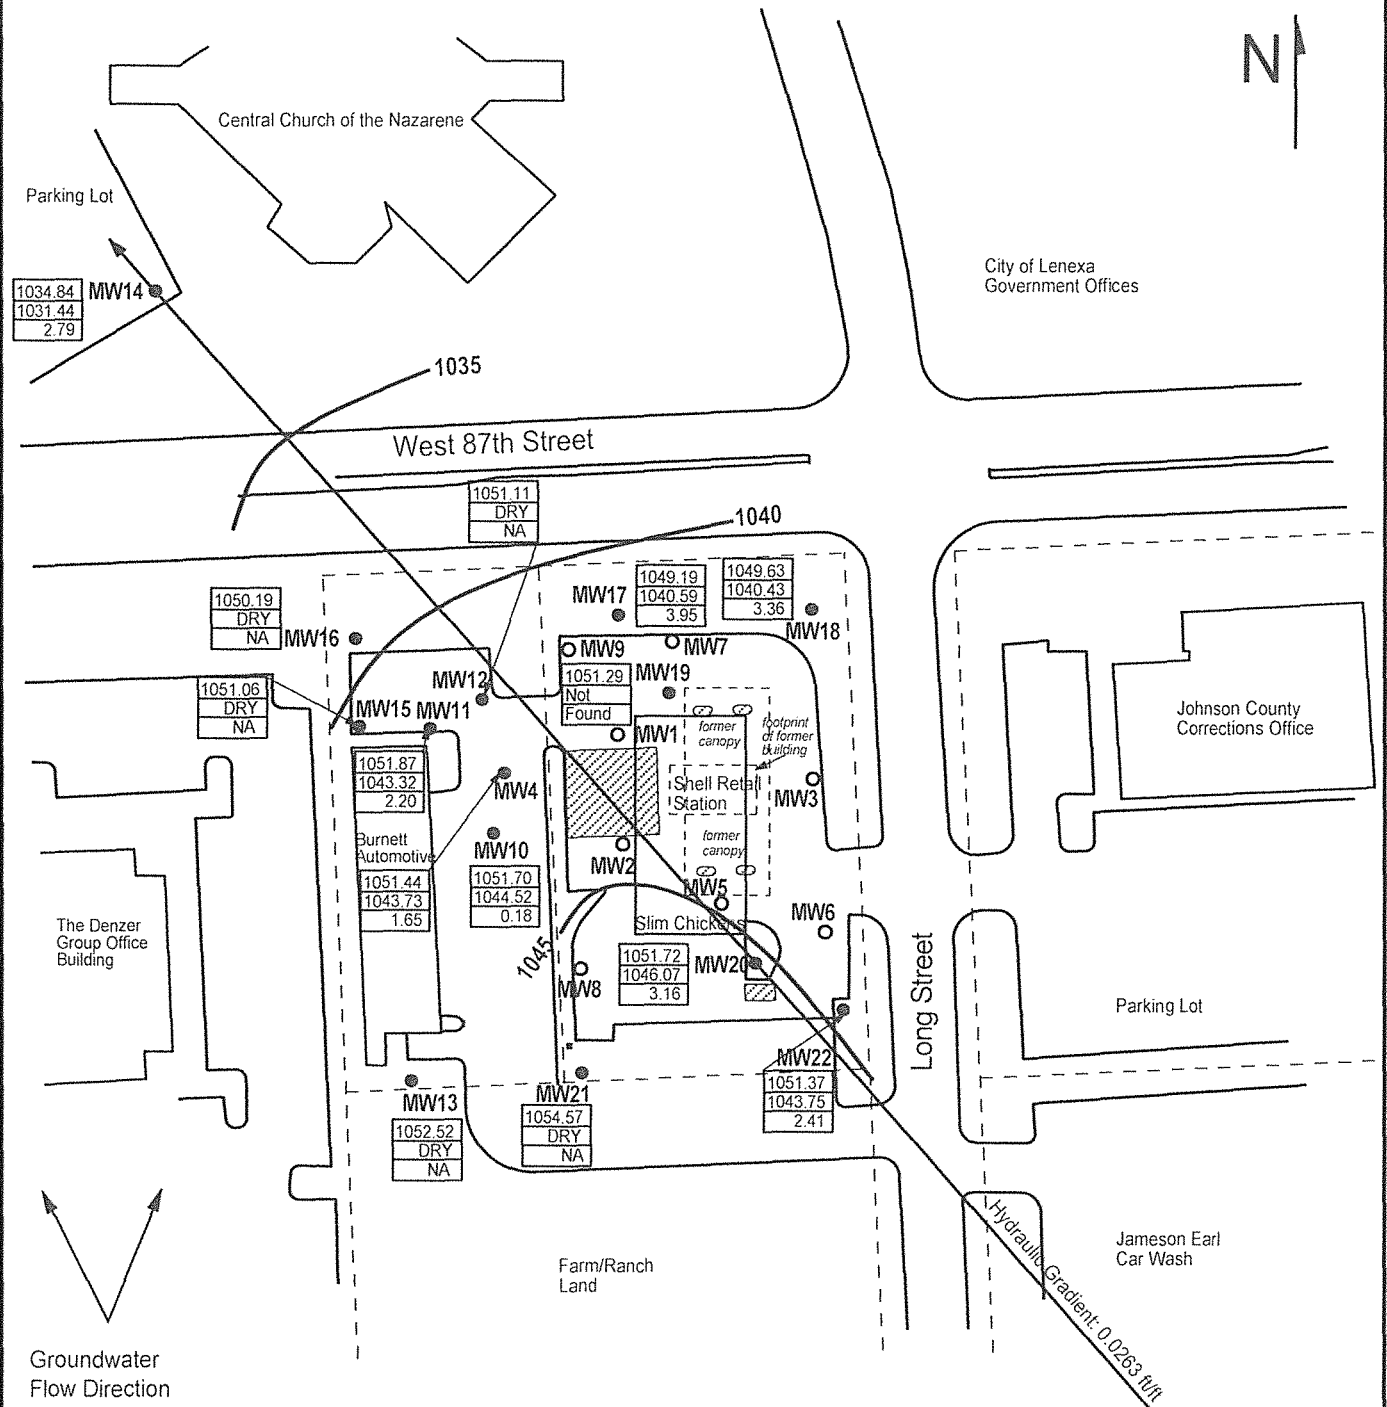 N
Central Church of the Nazarene
Parking Lot
City of Lenexa
Government Offices
1034.84
1031.44
2.79
MW14
1035
West 87th Street
1051.11
DRY
NA
1040
1050.19
DRY
NA
MW16
MW17
1049.19
1040.59
3.95
1049.63
1040.43
3.36
MW18
MW9
MW7
1051.06
DRY
NA
MW12
1051.29
Not
Found
MW19
MW15
MW11
MW1
former
canopy
footprint
of former
building
Johnson County
Corrections Office
1051.87
1043.32
2.20
MW4
Shell Retail
Station
MW3
Burnett
Automotive
MW10
MW2
former
canopy
1051.44
1043.73
1.65
1051.70
1044.52
0.18
MW5
MW6
The Denzer
Group Office
Building
Slim Chickens
1045
1051.72
1046.07
3.16
MW20
MW8
Long Street
Parking Lot
MW22
1051.37
1043.75
2.41
MW13
1052.52
DRY
NA
MW21
1054.57
DRY
NA
Hydraulic Gradient: 0.0263 ft/ft
Jameson Earl
Car Wash
Farm/Ranch
Land
Groundwater
Flow Direction